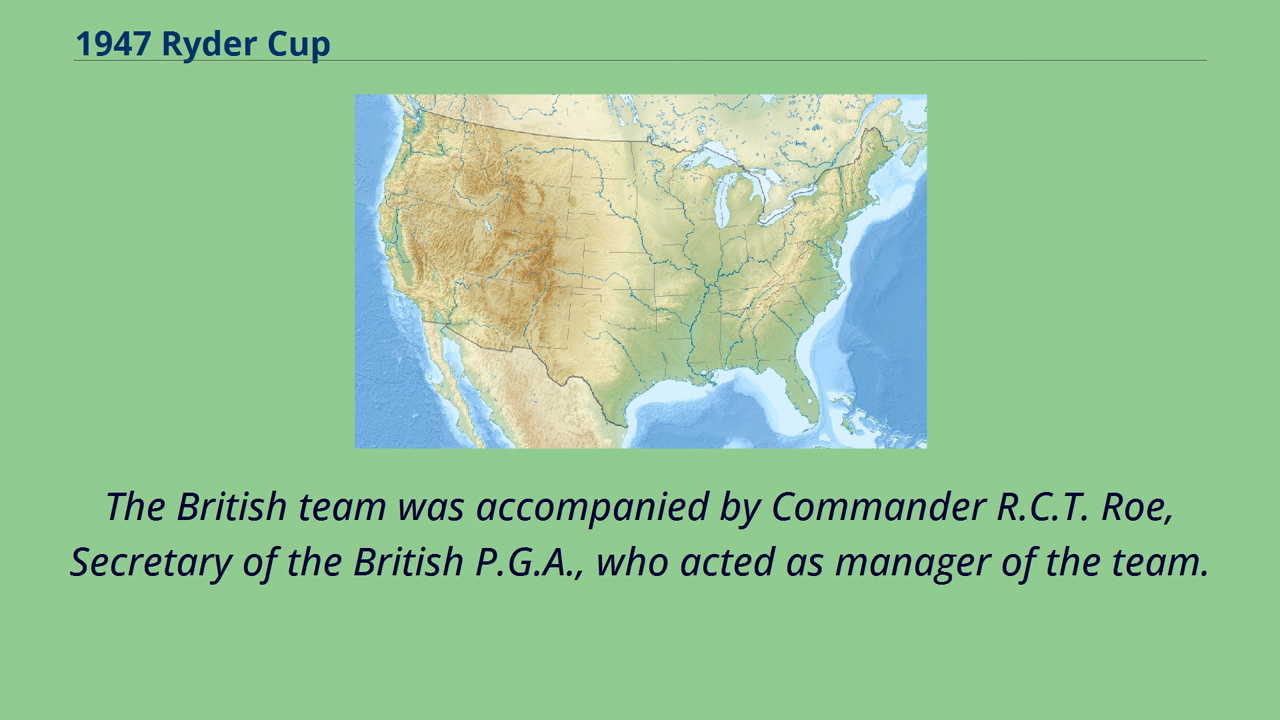 1947 Ryder Cup
The British team was accompanied by Commander R.C.T. Roe,
Secretary of the British P.G.A., who acted as manager of the team.